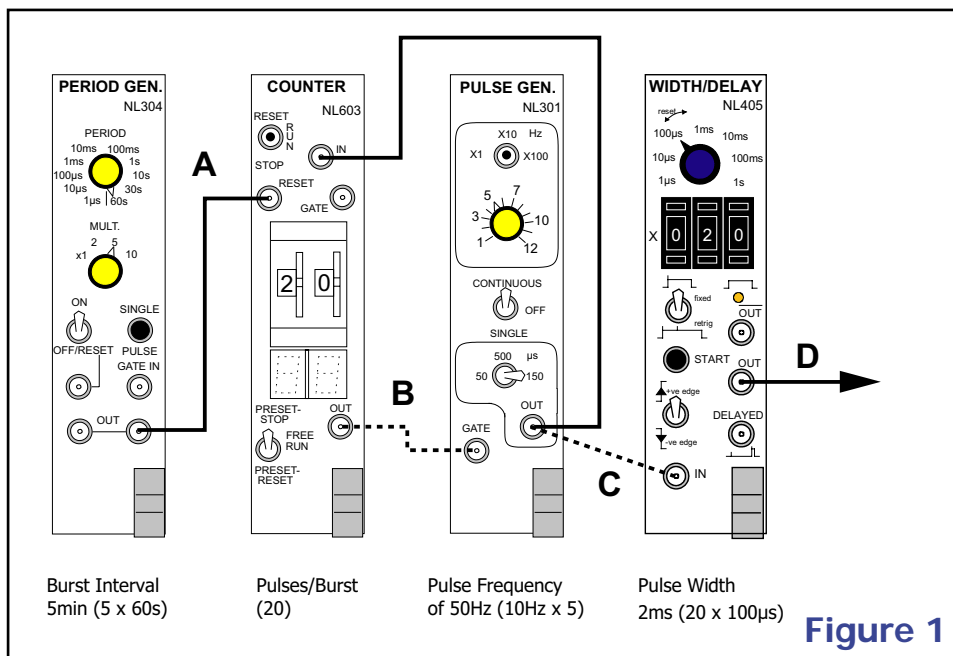 PERIOD GEN.
NL304
PERIOD
10ms 100ms
1ms 1s
100µs 10s
10µs 30s
1µs 60s
MULT.
2 5
x1 10
ON
SINGLE
OFF/RESET PULSE
GATE IN
OUT
A
COUNTER
NL603
RESET
RUN
IN
STOP
RESET
GATE
2 0
PRESET-
STOP
OUT
FREE
RUN
PRESET-
RESET
B
PULSE GEN.
NL301
X10 Hz
X1 X100
5 7
3 10
1 12
CONTINUOUS
OFF
SINGLE
500 µs
50 150
OUT
GATE
C
WIDTH/DELAY
NL405
reset
100µs 1ms 10ms
10µs 100ms
1µs 1s
X 0 2 0
fixed
OUT
retrig
START
OUT
D
+ve edge
DELAYED
-ve edge
IN
Burst Interval
5min (5 x 60s)
Pulses/Burst
(20)
Pulse Frequency
of 50Hz (10Hz x 5)
Pulse Width
2ms (20 x 100µs)
Figure 1